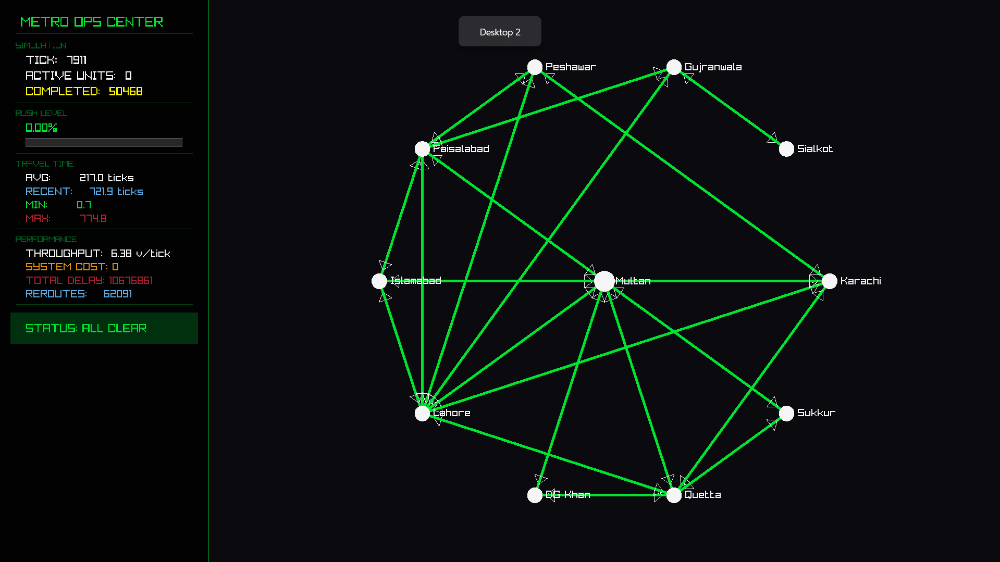 METRO OPS CENTER
SIMULATION
TICK: 7911
ACTIVE UNITS: 0
COMPLETED: 50468
RUSH LEVEL
0.00%
TRAVEL TIME
AVG: 217.0 ticks
RECENT: 721.9 ticks
MIN: 0.7
MAX: 774.8
PERFORMANCE
THROUGHPUT: 6.38 v/tick
SYSTEM COST: 0
TOTAL DELAY: 10676861
REROUTES: 62091
STATUS: ALL CLEAR
Desktop 2
Peshawar
Gujranwala
Faisalabad
Sialkot
Islamabad
Multan
Karachi
Lahore
Sukkur
DG Khan
Quetta